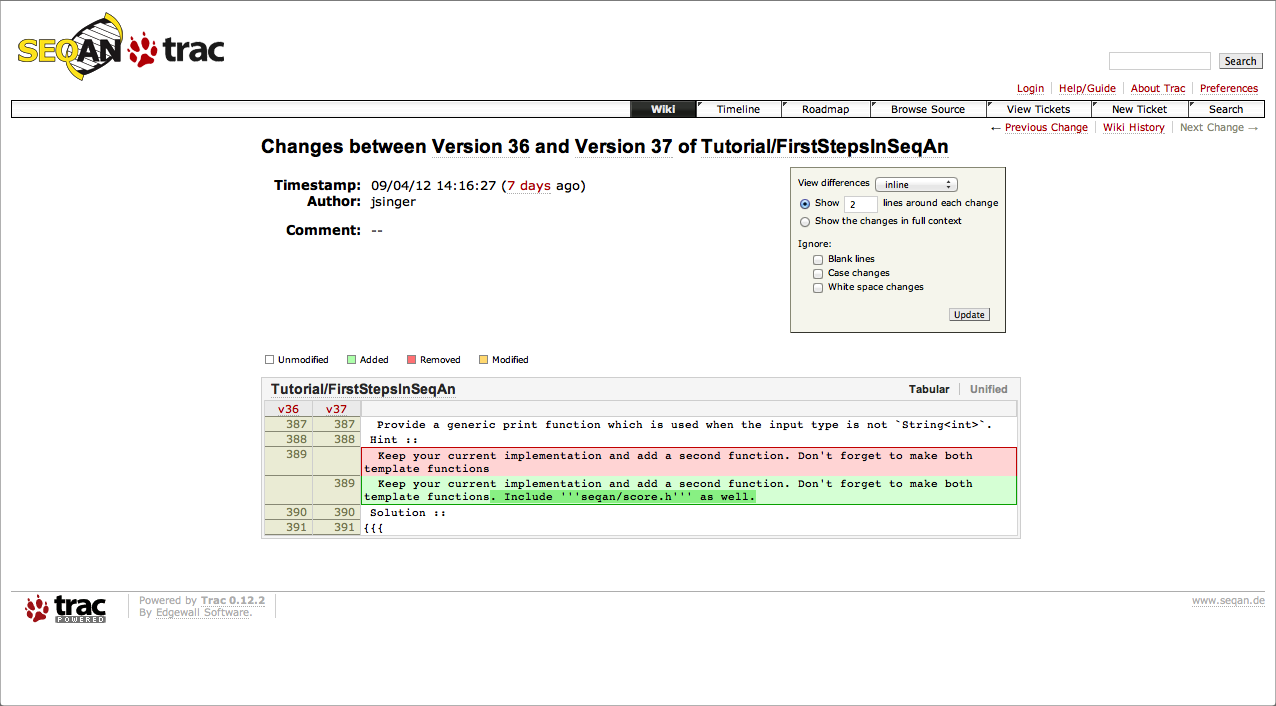 SEQAN trac
Search
Login Help/Guide About Trac Preferences
Wiki Timeline Roadmap Browse Source View Tickets New Ticket Search
← Previous Change Wiki History Next Change →
Changes between Version 36 and Version 37 of Tutorial/FirstStepsInSeqAn
Timestamp: 09/04/12 14:16:27 (7 days ago)
Author: jsinger
Comment: --
View differences inline
Show 2 lines around each change
Show the changes in full context
Ignore:
Blank lines
Case changes
White space changes
Update
Unmodified Added Removed Modified
Tutorial/FirstStepsInSeqAn Tabular Unified
v36 v37
387 387 Provide a generic print function which is used when the input type is not `String<int>`.
388 388 Hint ::
389 Keep your current implementation and add a second function. Don't forget to make both
template functions
389 Keep your current implementation and add a second function. Don't forget to make both
template functions. Include '''seqan/score.h''' as well.
390 390 Solution ::
391 391 {{{
trac POWERED
Powered by Trac 0.12.2
By Edgewall Software.
www.seqan.de